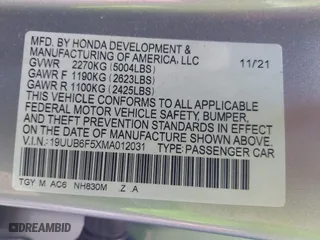 MFD. BY HONDA DEVELOPMENT &
MANUFACTURING OF AMERICA, LLC
GVWR 2270KG (5004LBS) 11/21
GAWR F 1190KG (2623LBS)
GAWR R 1100KG (2425LBS)
THIS VEHICLE CONFORMS TO ALL APPLICABLE
FEDERAL MOTOR VEHICLE SAFETY, BUMPER,
AND THEFT PREVENTION STANDARDS IN EFFECT
ON THE DATE OF MANUFACTURE SHOWN ABOVE.
V.I.N.: 19UUB6F5XMA012031 TYPE: PASSENGER CAR
TGY M AC6 NH830M Z A
DREAMBID